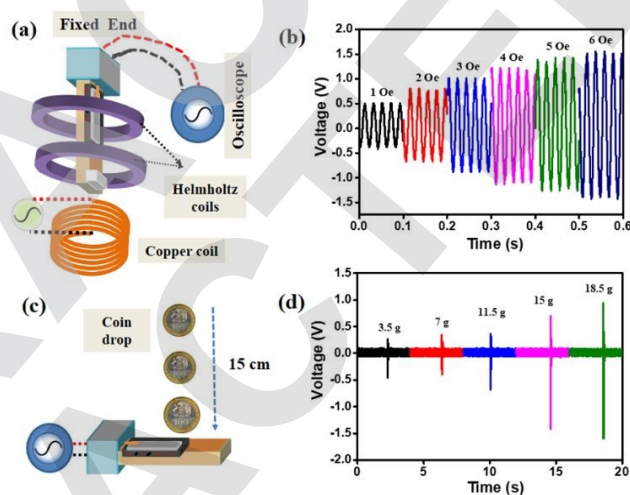 (a)
Fixed End
Oscilloscope
Helmholtz
coils
Copper coil
(b)
Voltage (V)
1.5
1.0
0.5
0.0
-0.5
-1.0
-1.5
1 Oe
2 Oe
3 Oe
4 Oe
5 Oe
6 Oe
0.0 0.1 0.2 0.3 0.4 0.5 0.6
Time (s)
(c)
Coin
drop
15 cm
(d)
Voltage (V)
1.5
1.0
0.5
0.0
-0.5
-1.0
-1.5
-2.0
3.5 g
7 g
11.5 g
15 g
18.5 g
0 5 10 15 20
Time (s)